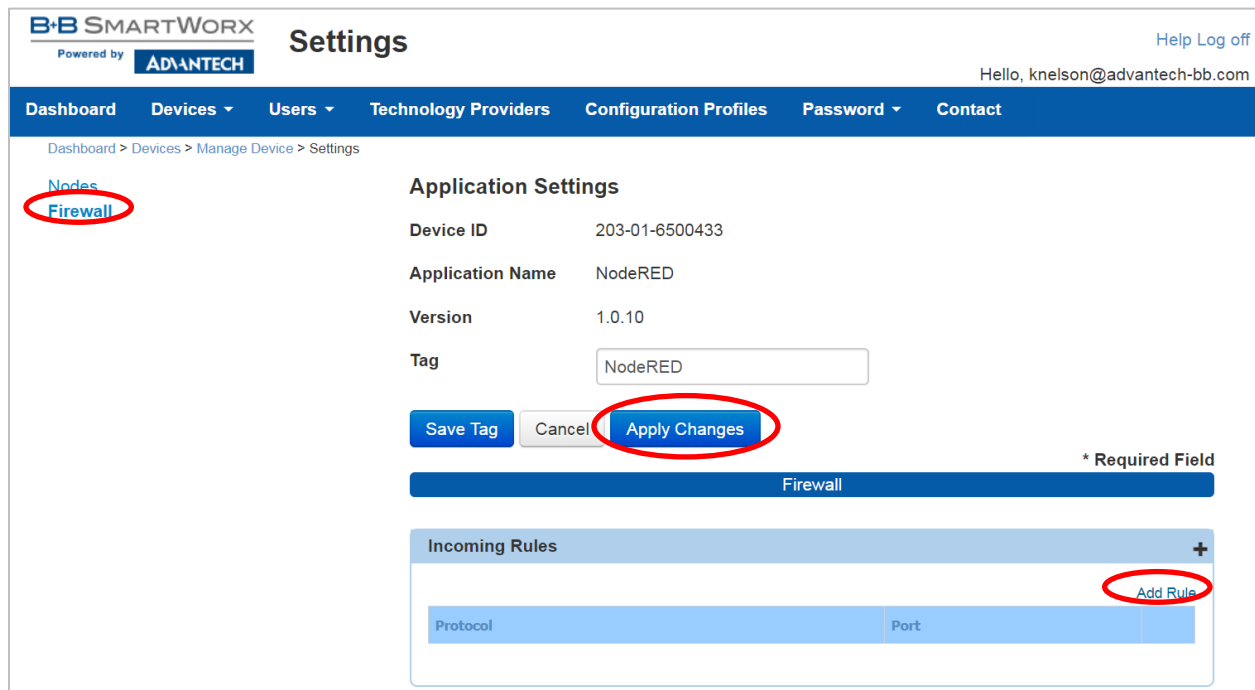 B+B SMARTWORX
Powered by ADVANTECH
Settings
Help Log off
Hello, knelson@advantech-bb.com
Dashboard Devices Users Technology Providers Configuration Profiles Password Contact
Dashboard > Devices > Manage Device > Settings
Nodes
Firewall
Application Settings
Device ID 203-01-6500433
Application Name NodeRED
Version 1.0.10
Tag NodeRED
Save Tag Cancel Apply Changes
* Required Field
Firewall
Incoming Rules +
Add Rule
Protocol Port